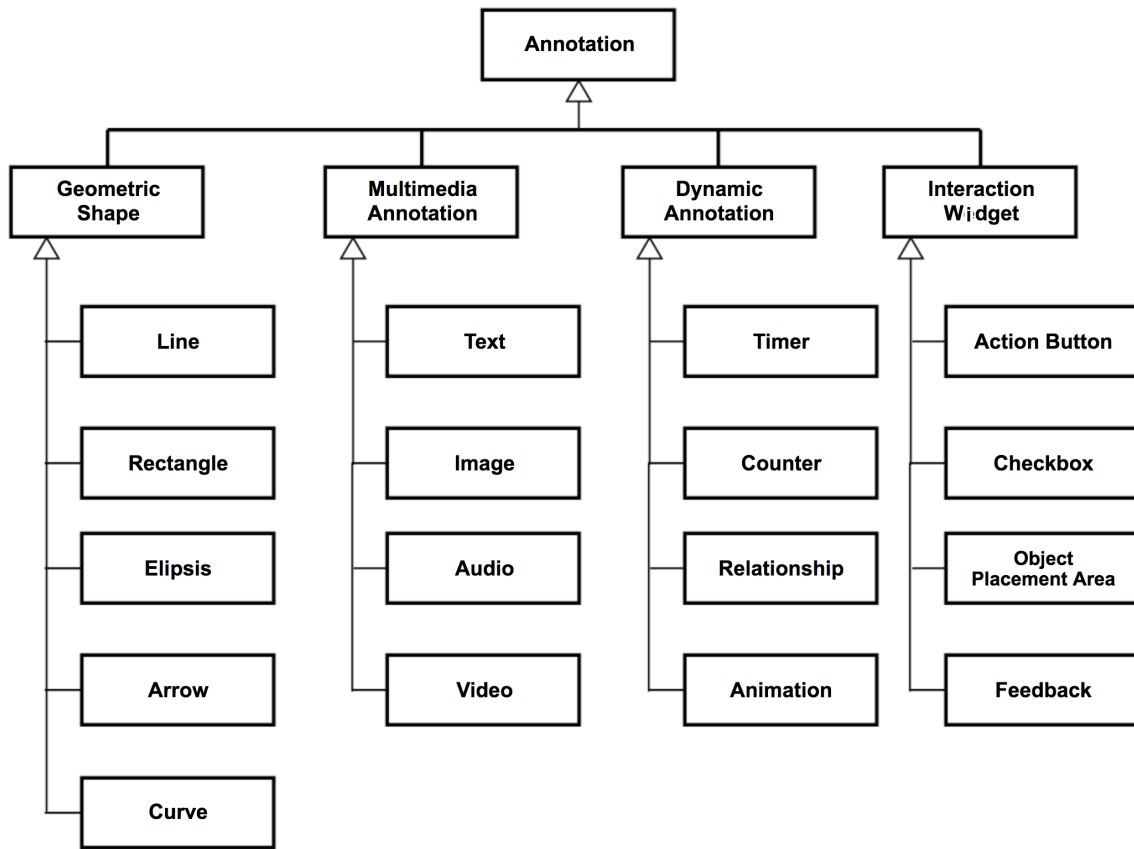 Annotation
Geometric
Shape
Multimedia
Annotation
Dynamic
Annotation
Interaction
Widget
Line
Text
Timer
Action Button
Rectangle
Image
Counter
Checkbox
Elipsis
Audio
Relationship
Object
Placement Area
Arrow
Video
Animation
Feedback
Curve